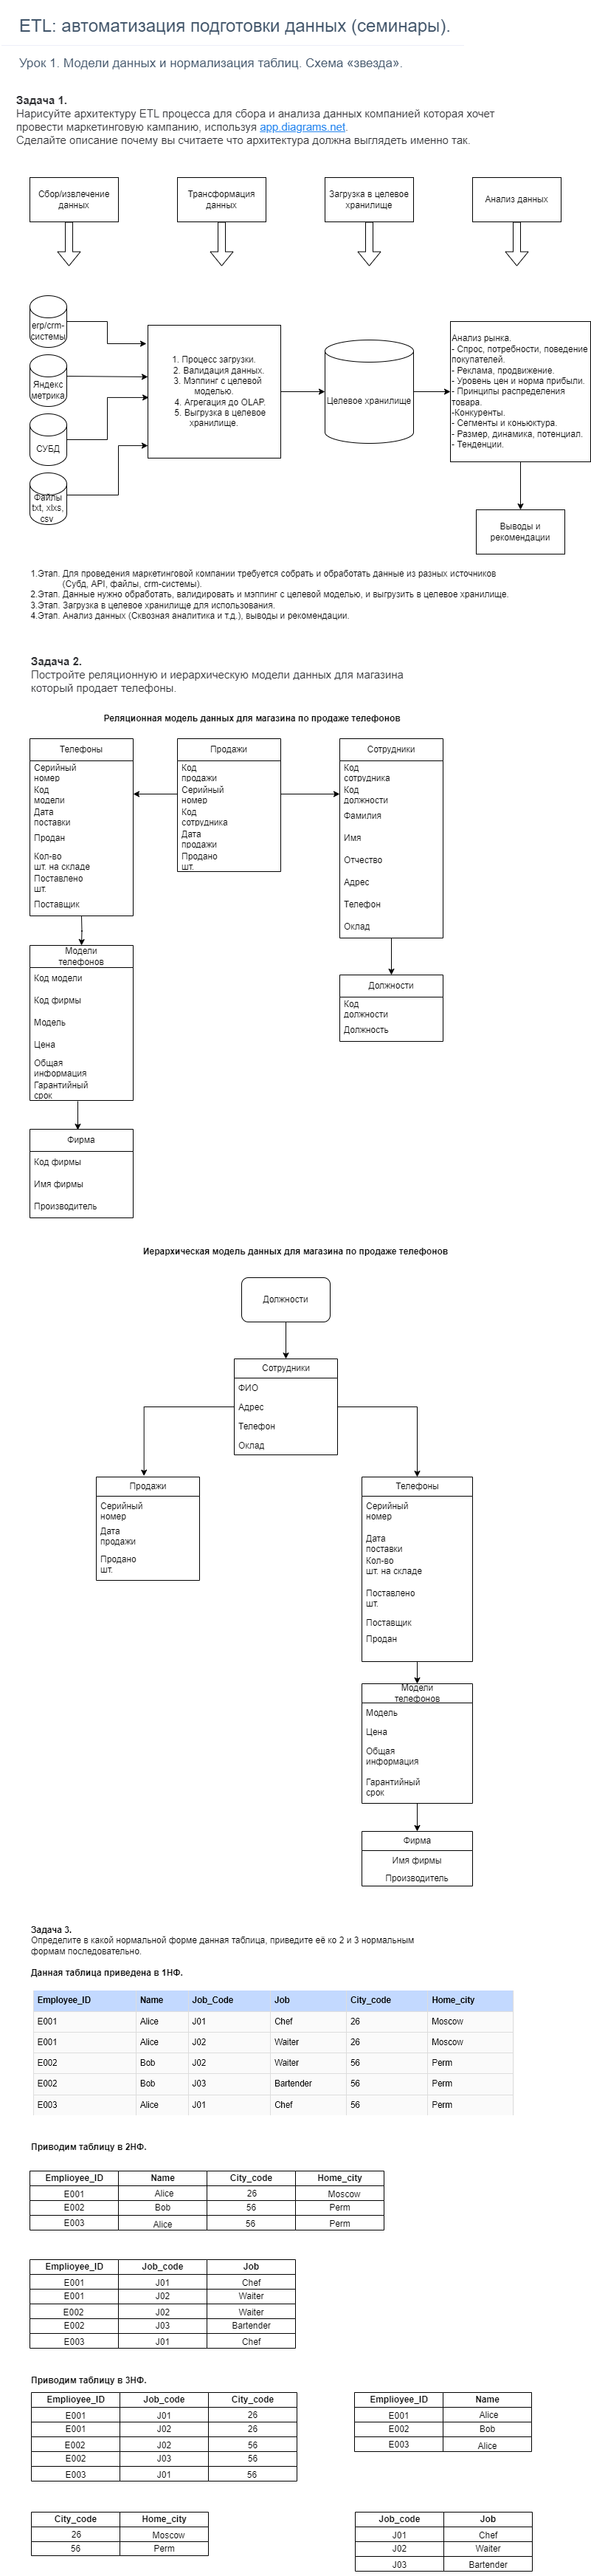 ETL: автоматизация подготовки данных (семинары).
Урок 1. Модели данных и нормализация таблиц. Схема «звезда».
Задача 1.
Нарисуйте архитектуру ETL процесса для сбора и анализа данных компанией которая хочет
провести маркетинговую кампанию, используя app.diagrams.net.
Сделайте описание почему вы считаете что архитектура должна выглядеть именно так.
Сбор/извлечение
данных
Трансформация
данных
Загрузка в целевое
хранилище
Анализ данных
erp/crm-
системы
Яндекс
метрика
СУБД
Файлы
txt, xlxs,
csv
1. Процесс загрузки.
2. Валидация данных.
3. Мэппинг с целевой
моделью.
4. Агрегация до OLAP.
5. Выгрузка в целевое
хранилище.
Целевое хранилище
Анализ рынка.
- Спрос, потребности, поведение
покупателей.
- Реклама, продвижение.
- Уровень цен и норма прибыли.
- Принципы распределения
товара.
-Конкуренты.
- Сегменты и коньюктура.
- Размер, динамика, потенциал.
- Тенденции.
Выводы и
рекомендации
1.Этап. Для проведения маркетинговой компании требуется собрать и обработать данные из разных источников
(Субд, API, файлы, crm-системы).
2.Этап. Данные нужно обработать, валидировать и мэппинг с целевой моделью, и выгрузить в целевое хранилище.
3.Этап. Загрузка в целевое хранилище для использования.
4.Этап. Анализ данных (Сквозная аналитика и т.д.), выводы и рекомендации.
Задача 2.
Постройте реляционную и иерархическую модели данных для магазина
который продает телефоны.
Реляционная модель данных для магазина по продаже телефонов
Телефоны
Серийный
номер
Код
модели
Дата
поставки
Продан
Кол-во
шт. на складе
Поставлено
шт.
Поставщик
Продажи
Код
продажи
Серийный
номер
Код
сотрудника
Дата
продажи
Продано
шт.
Сотрудники
Код
сотрудника
Код
должности
Фамилия
Имя
Отчество
Адрес
Телефон
Оклад
Модели
телефонов
Код модели
Код фирмы
Модель
Цена
Общая
информация
Гарантийный
срок
Должности
Код
должности
Должность
Фирма
Код фирмы
Имя фирмы
Производитель
Иерархическая модель данных для магазина по продаже телефонов
Должности
Сотрудники
ФИО
Адрес
Телефон
Оклад
Продажи
Серийный
номер
Дата
продажи
Продано
шт.
Телефоны
Серийный
номер
Дата
поставки
Кол-во
шт. на складе
Поставлено
шт.
Поставщик
Продан
Модели
телефонов
Модель
Цена
Общая
информация
Гарантийный
срок
Фирма
Имя фирмы
Производитель
Задача 3.
Определите в какой нормальной форме данная таблица, приведите её ко 2 и 3 нормальным
формам последовательно.
Данная таблица приведена в 1НФ.
Employee_ID Name Job_Code Job City_code Home_city
E001 Alice J01 Chef 26 Moscow
E001 Alice J02 Waiter 26 Moscow
E002 Bob J02 Waiter 56 Perm
E002 Bob J03 Bartender 56 Perm
E003 Alice J01 Chef 56 Perm
Приводим таблицу в 2НФ.
Emplioyee_ID Name City_code Home_city
E001 Alice 26 Moscow
E002 Bob 56 Perm
E003 Alice 56 Perm
Emplioyee_ID Job_code Job
E001 J01 Chef
E001 J02 Waiter
E002 J02 Waiter
E002 J03 Bartender
E003 J01 Chef
Приводим таблицу в 3НФ.
Emplioyee_ID Job_code City_code
E001 J01 26
E001 J02 26
E002 J02 56
E002 J03 56
E003 J01 56
Emplioyee_ID Name
E001 Alice
E002 Bob
E003 Alice
City_code Home_city
26 Moscow
56 Perm
Job_code Job
J01 Chef
J02 Waiter
J03 Bartender